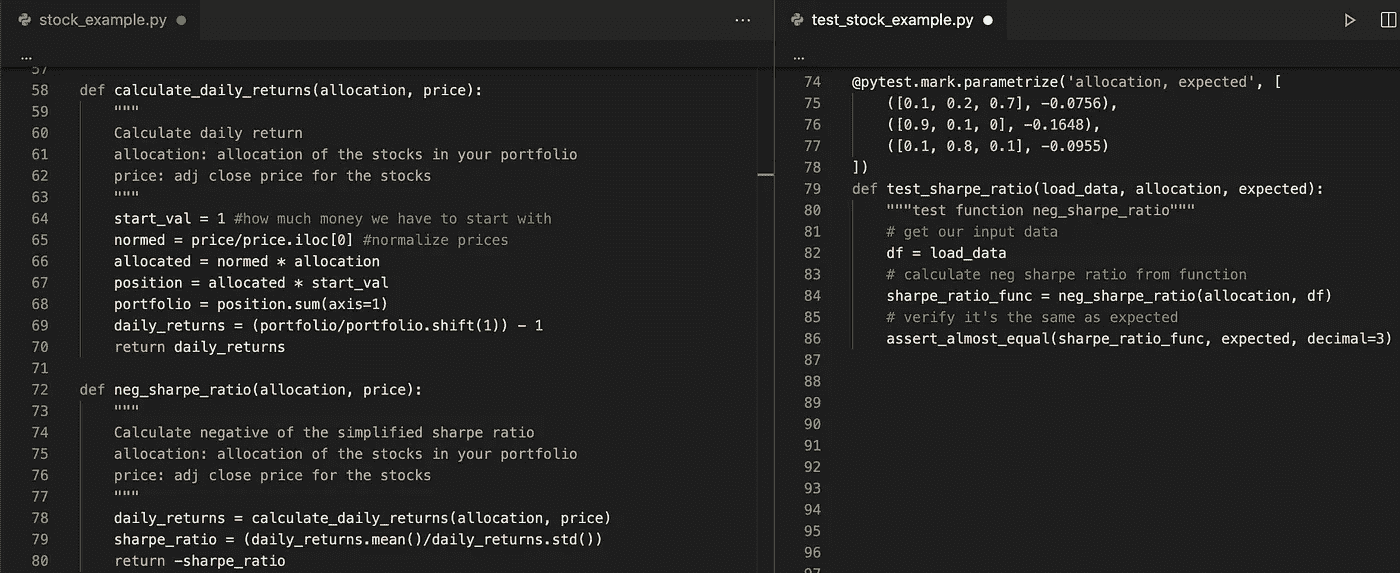 stock_example.py
...
...
57
58 def calculate_daily_returns(allocation, price):
59 """
60 Calculate daily return
61 allocation: allocation of the stocks in your portfolio
62 price: adj close price for the stocks
63 """
64 start_val = 1 #how much money we have to start with
65 normed = price/price.iloc[0] #normalize prices
66 allocated = normed * allocation
67 position = allocated * start_val
68 portfolio = position.sum(axis=1)
69 daily_returns = (portfolio/portfolio.shift(1)) - 1
70 return daily_returns
71
72 def neg_sharpe_ratio(allocation, price):
73 """
74 Calculate negative of the simplified sharpe ratio
75 allocation: allocation of the stocks in your portfolio
76 price: adj close price for the stocks
77 """
78 daily_returns = calculate_daily_returns(allocation, price)
79 sharpe_ratio = (daily_returns.mean()/daily_returns.std())
80 return -sharpe_ratio
test_stock_example.py
...
74 @pytest.mark.parametrize('allocation, expected', [
75 ([0.1, 0.2, 0.7], -0.0756),
76 ([0.9, 0.1, 0], -0.1648),
77 ([0.1, 0.8, 0.1], -0.0955)
78 ])
79 def test_sharpe_ratio(load_data, allocation, expected):
80 """test function neg_sharpe_ratio"""
81 # get our input data
82 df = load_data
83 # calculate neg sharpe ratio from function
84 sharpe_ratio_func = neg_sharpe_ratio(allocation, df)
85 # verify it's the same as expected
86 assert_almost_equal(sharpe_ratio_func, expected, decimal=3)
87
88
89
90
91
92
93
94
95
96
97